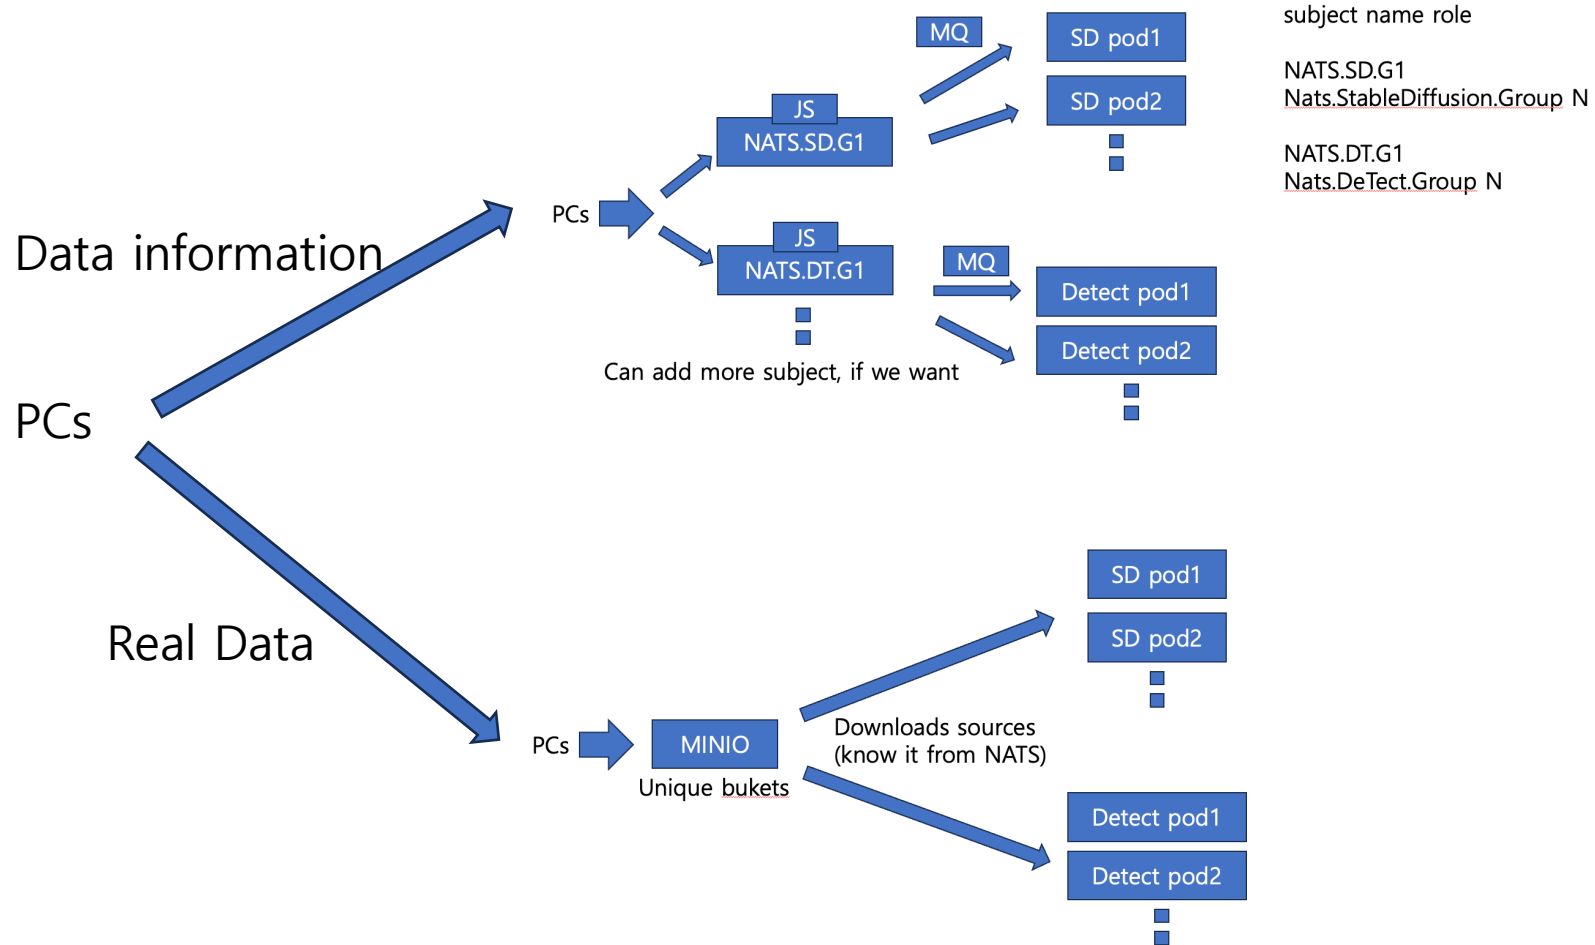 subject name role
NATS.SD.G1
Nats.StableDiffusion.Group N
NATS.DT.G1
Nats.DeTect.Group N
MQ
SD pod1
SD pod2
JS
NATS.SD.G1
PCs
JS
NATS.DT.G1
MQ
Detect pod1
Detect pod2
Can add more subject, if we want
Data information
PCs
Real Data
PCs
MINIO
Unique bukets
Downloads sources
(know it from NATS)
SD pod1
SD pod2
Detect pod1
Detect pod2